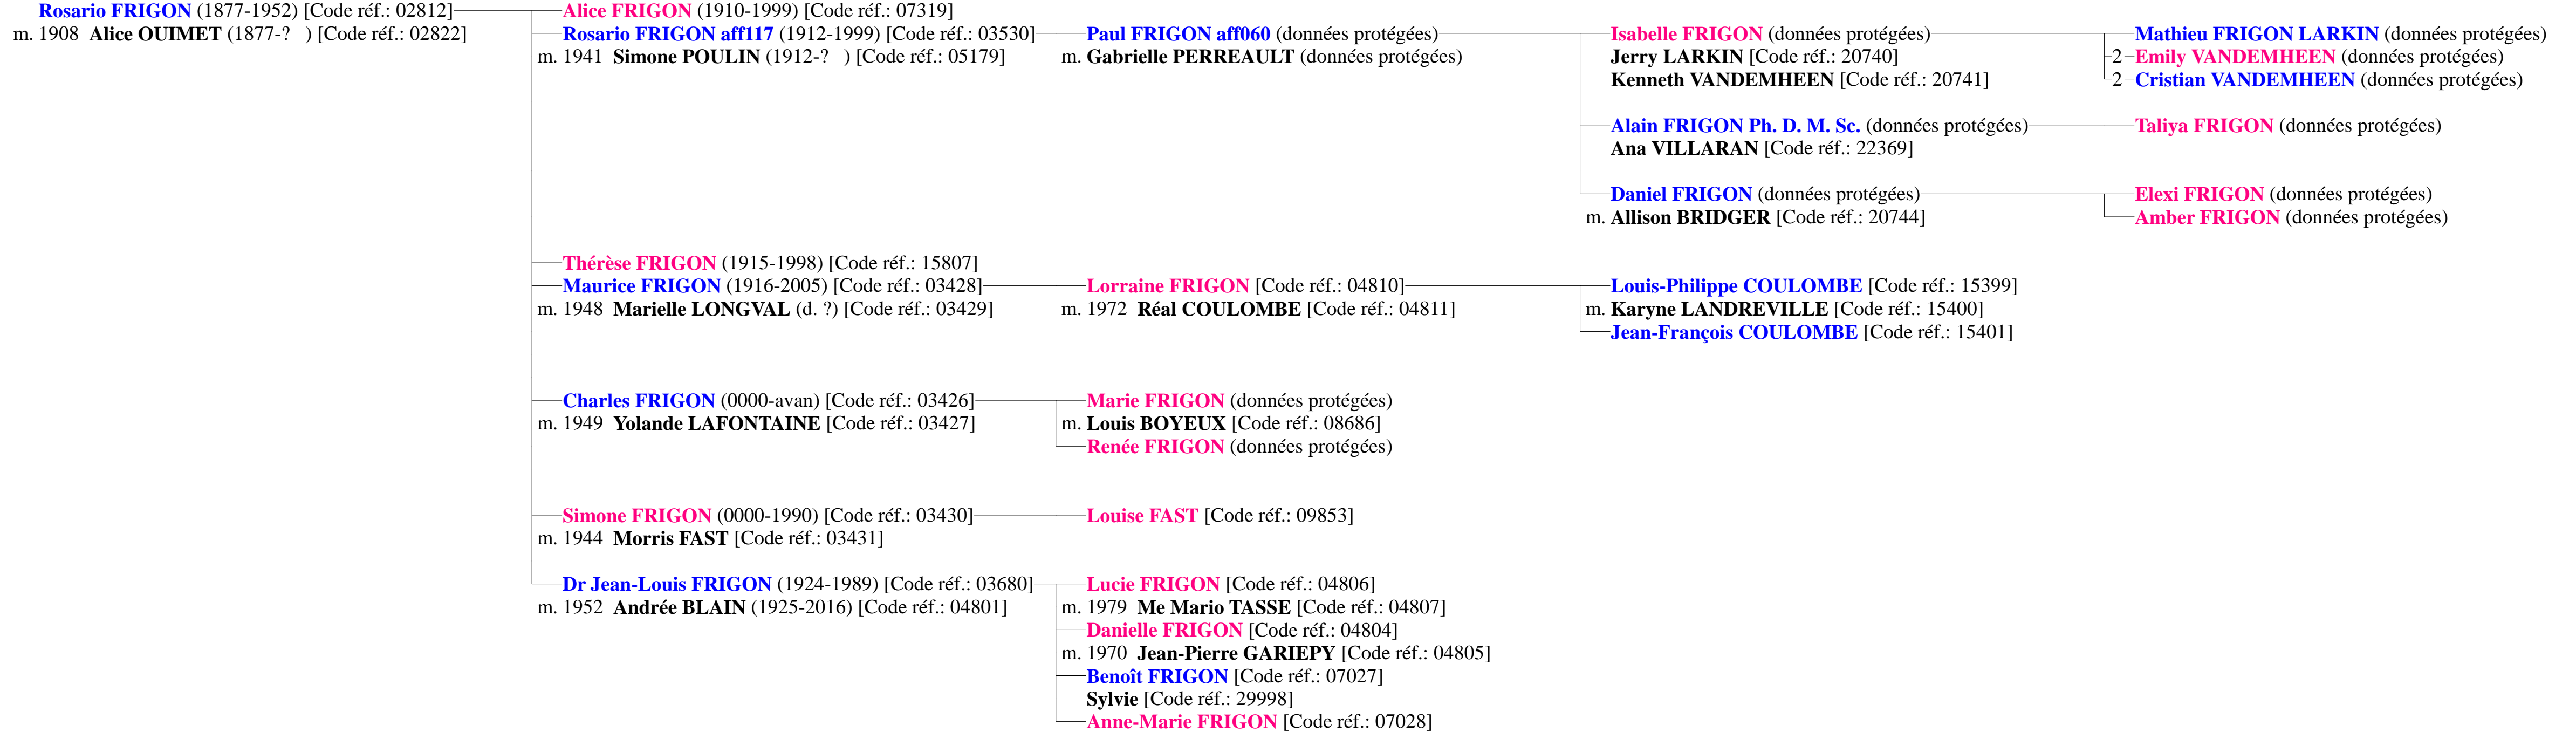 Rosario FRIGON (1877-1952) [Code réf.: 02812]
m. 1908 Alice OUIMET (1877-? ) [Code réf.: 02822]
Alice FRIGON (1910-1999) [Code réf.: 07319]
Rosario FRIGON aff117 (1912-1999) [Code réf.: 03530]
m. 1941 Simone POULIN (1912-? ) [Code réf.: 05179]
Paul FRIGON aff060 (données protégées)
m. Gabrielle PERREAULT (données protégées)
Isabelle FRIGON (données protégées)
Jerry LARKIN [Code réf.: 20740]
Kenneth VANDEMHEEN [Code réf.: 20741]
Mathieu FRIGON LARKIN (données protégées)
2 Emily VANDEMHEEN (données protégées)
2 Cristian VANDEMHEEN (données protégées)
Alain FRIGON Ph. D. M. Sc. (données protégées)
Ana VILLARAN [Code réf.: 22369]
Taliya FRIGON (données protégées)
Daniel FRIGON (données protégées)
m. Allison BRIDGER [Code réf.: 20744]
Elexi FRIGON (données protégées)
Amber FRIGON (données protégées)
Thérèse FRIGON (1915-1998) [Code réf.: 15807]
Maurice FRIGON (1916-2005) [Code réf.: 03428]
m. 1948 Marielle LONGVAL (d. ?) [Code réf.: 03429]
Lorraine FRIGON [Code réf.: 04810]
m. 1972 Réal COULOMBE [Code réf.: 04811]
Louis-Philippe COULOMBE [Code réf.: 15399]
m. Karyne LANDREVILLE [Code réf.: 15400]
Jean-François COULOMBE [Code réf.: 15401]
Charles FRIGON (0000-avan) [Code réf.: 03426]
m. 1949 Yolande LAFONTAINE [Code réf.: 03427]
Marie FRIGON (données protégées)
m. Louis BOYEUX [Code réf.: 08686]
Renée FRIGON (données protégées)
Simone FRIGON (0000-1990) [Code réf.: 03430]
m. 1944 Morris FAST [Code réf.: 03431]
Louise FAST [Code réf.: 09853]
Dr Jean-Louis FRIGON (1924-1989) [Code réf.: 03680]
m. 1952 Andrée BLAIN (1925-2016) [Code réf.: 04801]
Lucie FRIGON [Code réf.: 04806]
m. 1979 Me Mario TASSE [Code réf.: 04807]
Danielle FRIGON [Code réf.: 04804]
m. 1970 Jean-Pierre GARIEPY [Code réf.: 04805]
Benoît FRIGON [Code réf.: 07027]
Sylvie [Code réf.: 29998]
Anne-Marie FRIGON [Code réf.: 07028]